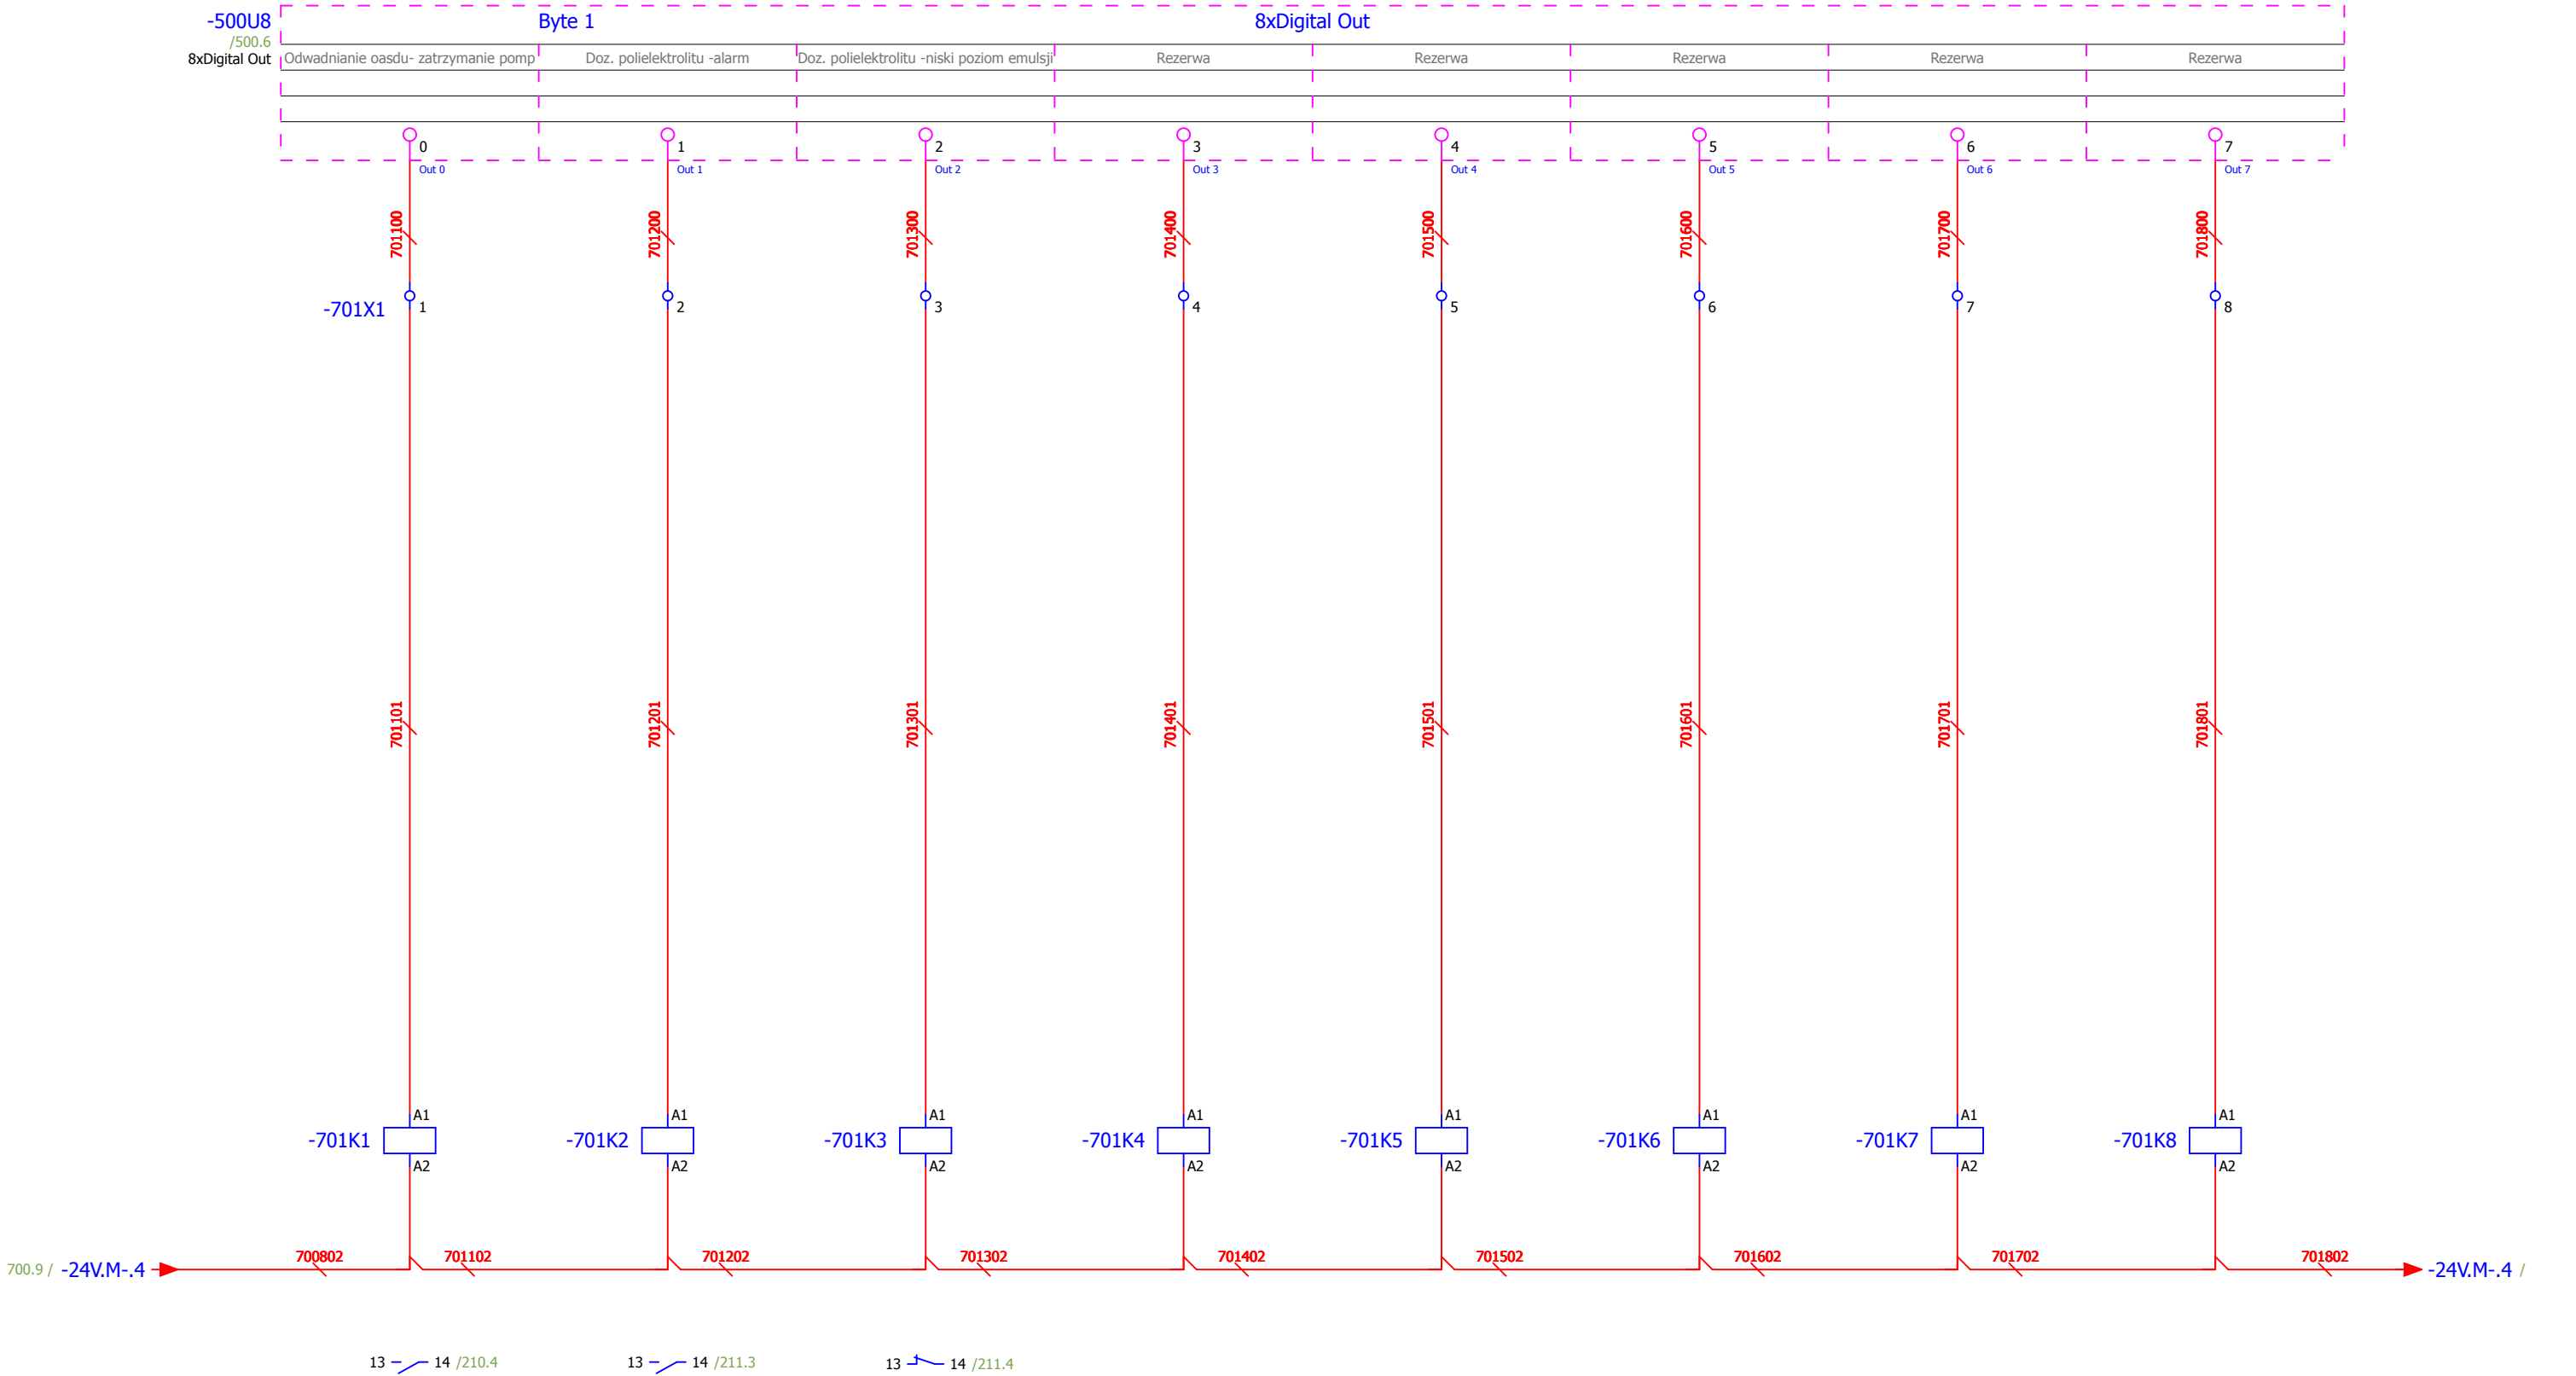 -500U8 Byte 1 8xDigital Out
/500.6
8xDigital Out Odwadnianie oasdu- zatrzymanie pomp Doz. polielektrolitu -alarm Doz. polielektrolitu -niski poziom emulsji Rezerwa Rezerwa Rezerwa Rezerwa Rezerwa
0 1 2 3 4 5 6 7
Out 0 Out 1 Out 2 Out 3 Out 4 Out 5 Out 6 Out 7
701100 701200 701300 701400 701500 701600 701700 701800
-701X1 1 2 3 4 5 6 7 8
701101 701201 701301 701401 701501 701601 701701 701801
A1 A1 A1 A1 A1 A1 A1 A1
-701K1 -701K2 -701K3 -701K4 -701K5 -701K6 -701K7 -701K8
A2 A2 A2 A2 A2 A2 A2 A2
700802 701102 701202 701302 701402 701502 701602 701702 701802
700.9 / -24V.M-.4 -24V.M-.4 /
13 14 /210.4 13 14 /211.3 13 14 /211.4